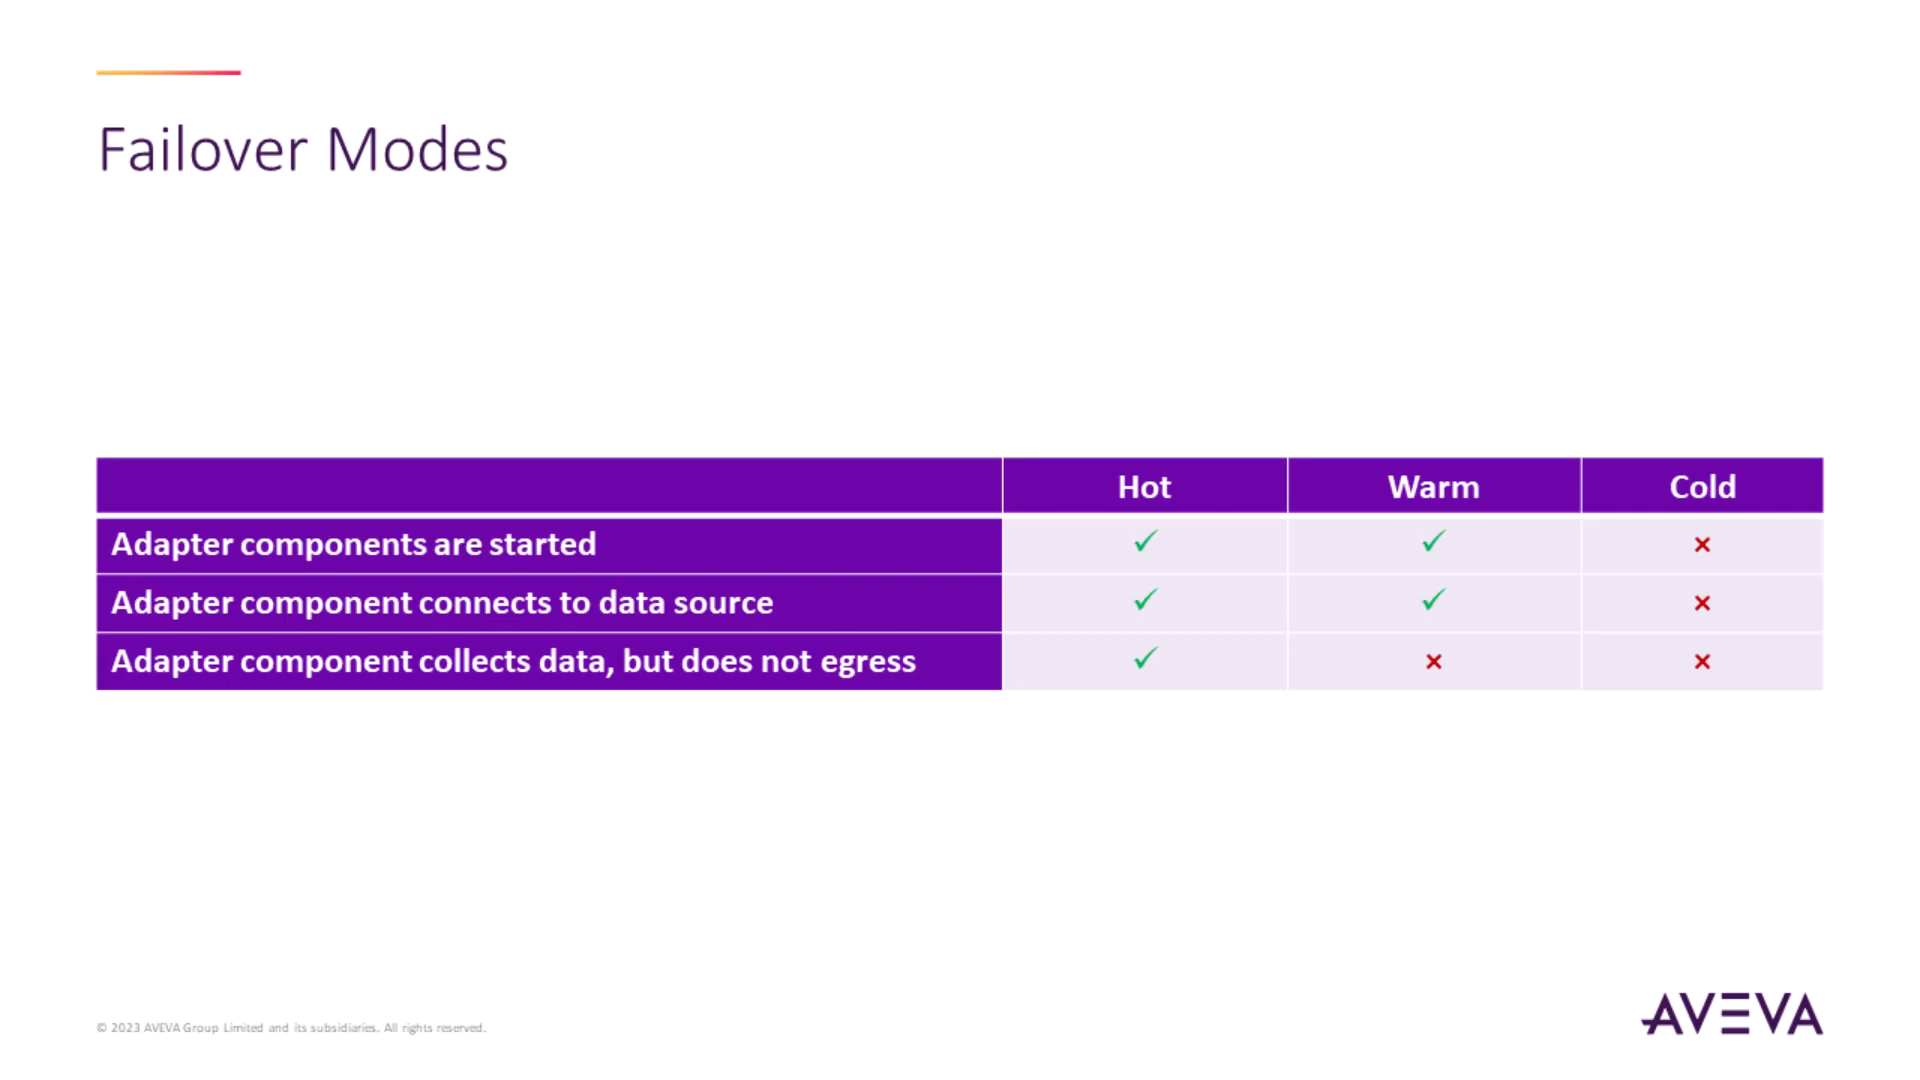 Failover Modes
Hot Warm Cold
Adapter components are started ✓ ✓ ×
Adapter component connects to data source ✓ ✓ ×
Adapter component collects data, but does not egress ✓ × ×
© 2023 AVEVA Group Limited and its subsidiaries. All rights reserved.
AVEVA